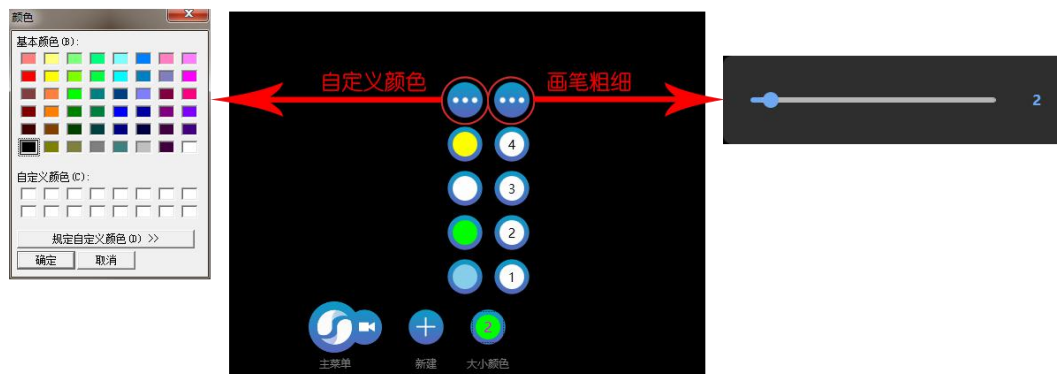 颜色
基本颜色(B):
自定义颜色(C):
规定自定义颜色(D) >>
确定 取消
自定义颜色 画笔粗细
4
3
2
1
2
主菜单 新建 大小颜色
2